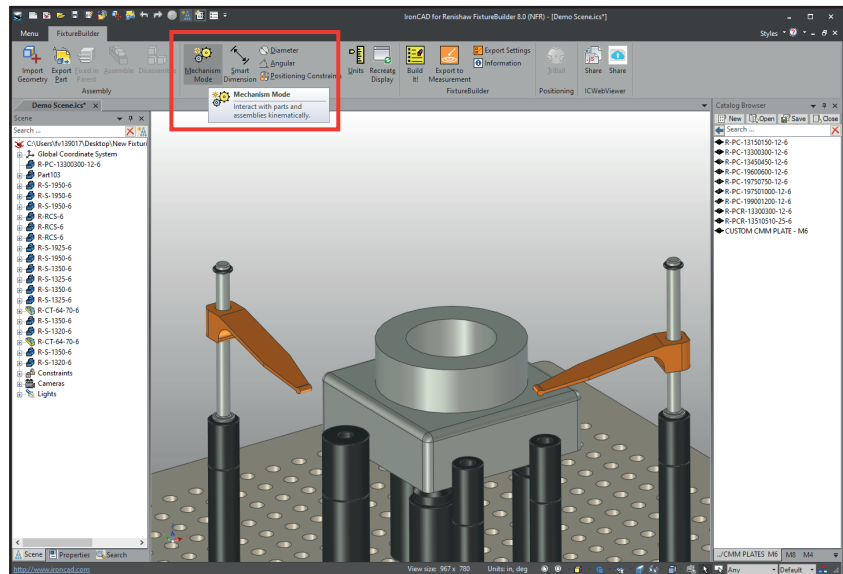 IronCAD for Renishaw FixtureBuilder 8.0 (NFR) - [Demo Scene.ics*]
Menu FixtureBuilder Styles
Import Geometry
Export Part
Read in Parent
Assemble
Disassemble
Assembly
Mechanism Mode
Smart Dimension
Diameter
Angular
Positioning Constraints
Units
Recreate Display
Build It!
Export to Measurement
Export Settings
Information
FixtureBuilder
TriBall
Positioning
Share Share
ICWebViewer
Mechanism Mode
Interact with parts and
assemblies kinematically.
Demo Scene.ics* x
Scene
Search ...
C:\Users\fv139017\Desktop\New Fixturi
Global Coordinate System
R-PC-13300300-12-6
Part103
R-S-1950-6
R-S-1950-6
R-S-1950-6
R-RCS-6
R-RCS-6
R-RCS-6
R-S-1925-6
R-S-1950-6
R-S-1350-6
R-S-1325-6
R-S-1350-6
R-S-1325-6
R-CT-64-70-6
R-S-1350-6
R-S-1320-6
R-CT-64-70-6
R-S-1350-6
R-S-1320-6
Constraints
Cameras
Lights
Scene Properties Search
Catalog Browser
New Open Save Close
Search ...
R-PC-13150150-12-6
R-PC-13300300-12-6
R-PC-13450450-12-6
R-PC-19600600-12-6
R-PC-19750750-12-6
R-PC-197501000-12-6
R-PC-199001200-12-6
R-PCR-13300300-12-6
R-PCR-13510510-25-6
CUSTOM CMM PLATE - M6
../CMM PLATES M6 M8 M4
http://www.ironcad.com View size: 967 x 780 Units: in, deg Any Default